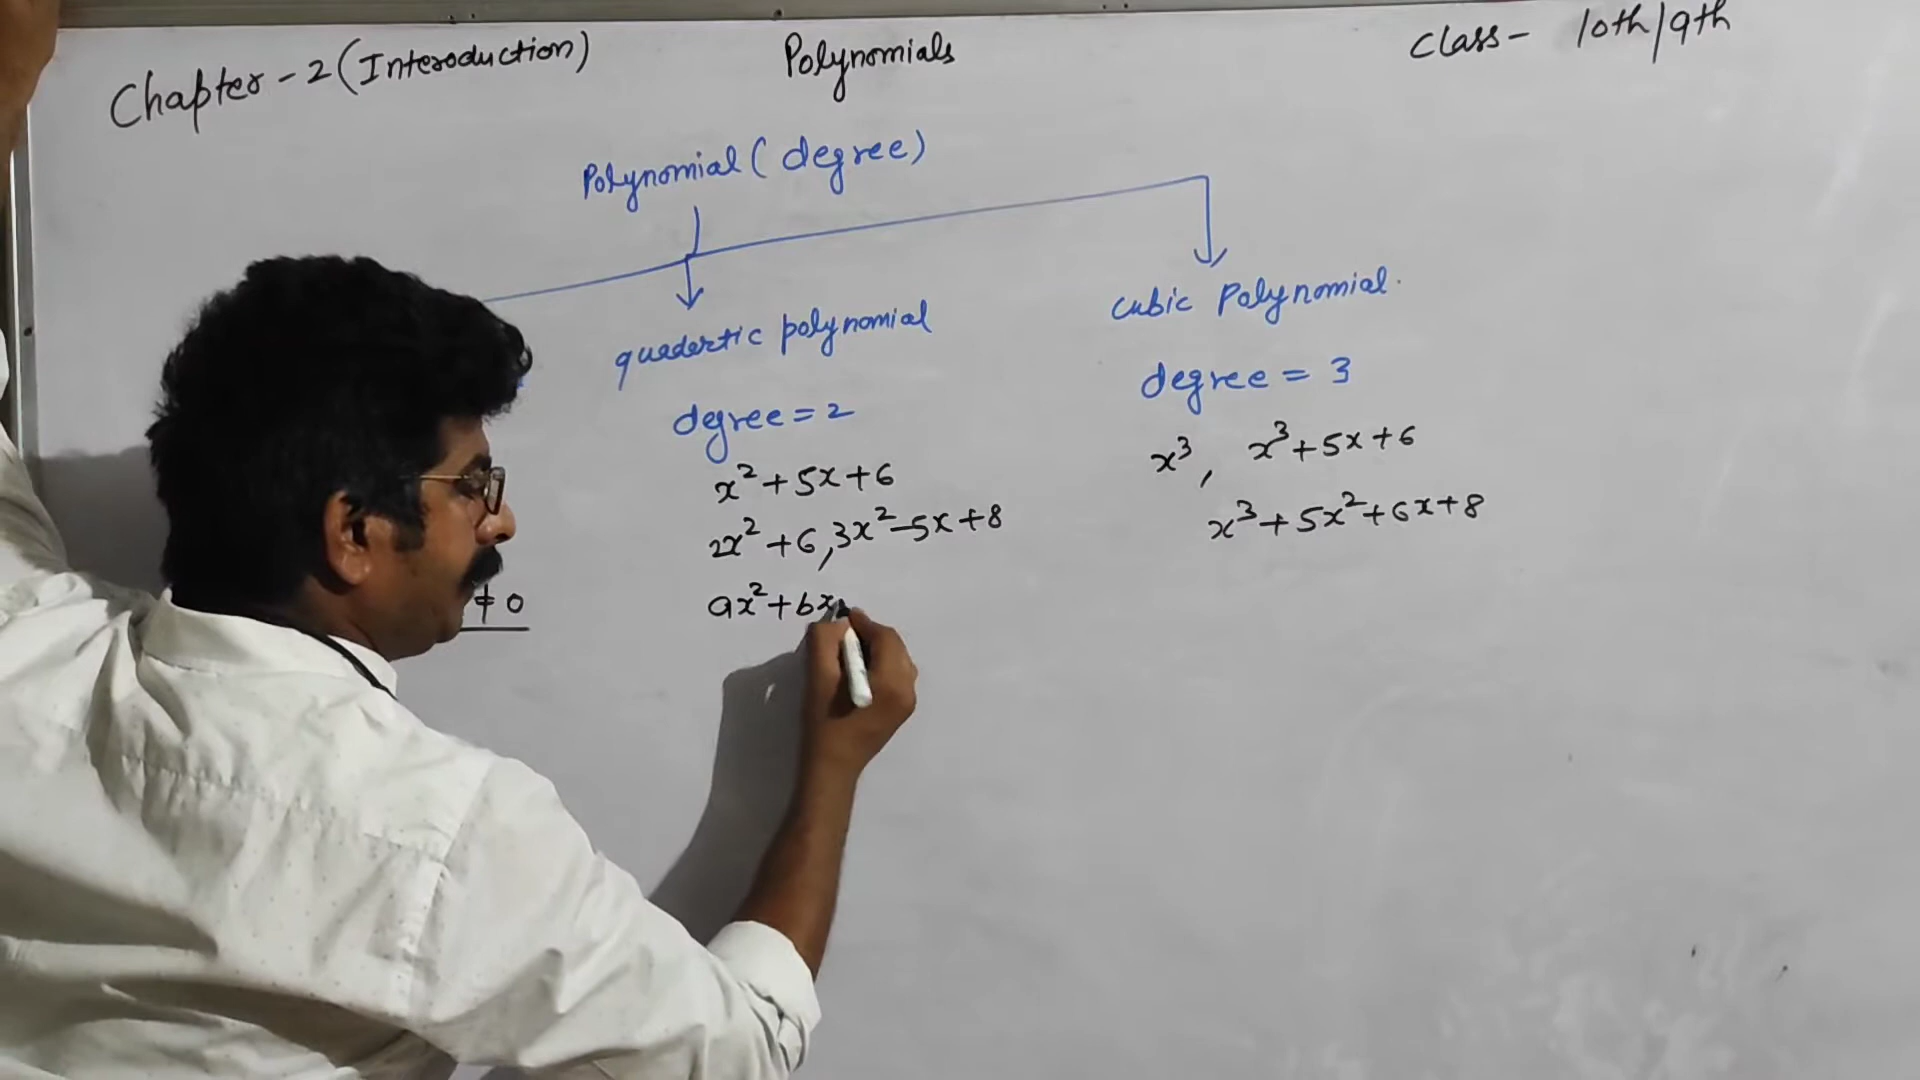 Chapter - 2 (Interoduction)
Polynomials
Class - 10th/9th
Polynomial (degree)
quadertic polynomial
cubic Polynomial.
degree = 2
degree = 3
x² + 5x + 6
x³, x³ + 5x + 6
2x² + 6, 3x² - 5x + 8
x³ + 5x² + 6x + 8
≠ 0
ax² + bx